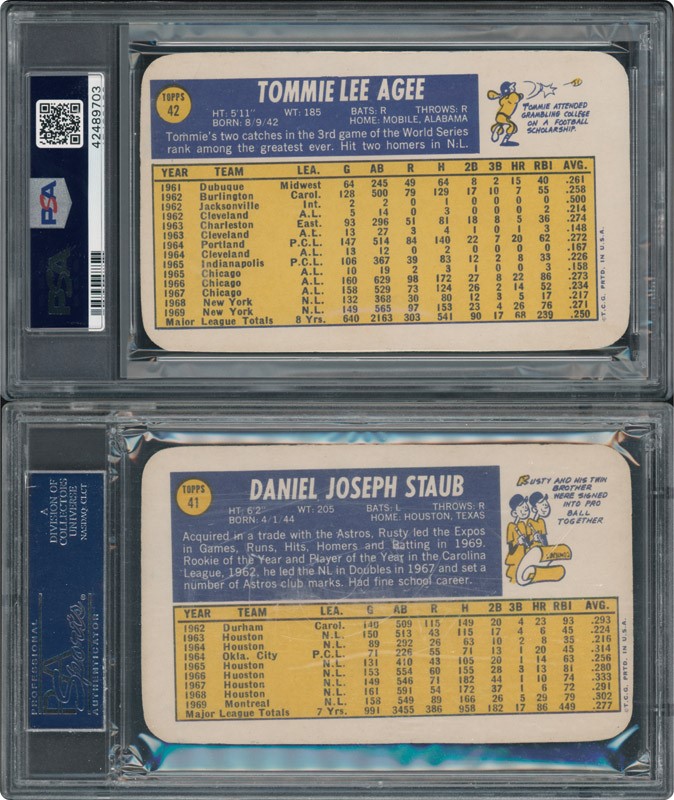 42489703
PSA
PSA
TOPPS
42
TOMMIE LEE AGEE
HT: 5'11" WT: 185 BATS: R THROWS: R
BORN: 8/9/42 HOME: MOBILE, ALABAMA
Tommie's two catches in the 3rd game of the World Series
rank among the greatest ever. Hit two homers in N.L.
TOMMIE ATTENDED
GRAMBLING COLLEGE
ON A FOOTBALL
SCHOLARSHIP.
YEAR TEAM LEA. G AB R H 2B 3B HR RBI AVG.
1961 Dubuque Midwest 64 245 49 64 8 2 15 40 .261
1962 Burlington Carol. 128 500 79 129 17 10 7 55 .258
1962 Jacksonville Int. 2 2 0 1 0 0 0 0 .500
1962 Cleveland A.L. 5 14 0 3 0 0 0 2 .214
1963 Charleston East. 93 296 51 81 18 8 5 36 .274
1963 Cleveland A.L. 13 27 3 4 1 0 1 3 .148
1964 Portland P.C.L. 147 514 84 140 22 7 20 62 .272
1964 Cleveland A.L. 13 12 0 2 0 0 0 0 .167
1965 Indianapolis P.C.L. 106 367 39 83 12 2 8 33 .226
1965 Chicago A.L. 10 19 2 3 1 0 0 3 .158
1966 Chicago A.L. 160 629 98 172 27 8 22 86 .273
1967 Chicago A.L. 158 529 73 124 26 2 14 52 .234
1968 New York N.L. 132 368 30 80 12 3 5 17 .217
1969 New York N.L. 149 565 97 153 23 4 26 76 .271
Major League Totals 8 Yrs. 640 2163 303 541 90 17 68 239 .250
©T.C.G. PRTD. IN U.S.A.
A
DIVISION OF
COLLECTORS
UNIVERSE
NASDAQ: CLCT
PROFESSIONAL
PSA
Sports
AUTHENTICATOR
TOPPS
41
DANIEL JOSEPH STAUB
HT: 6'2" WT: 205 BATS: L THROWS: R
BORN: 4/1/44 HOME: HOUSTON, TEXAS
Acquired in a trade with the Astros, Rusty led the Expos
in Games, Runs, Hits, Homers and Batting in 1969.
Rookie of the Year and Player of the Year in the Carolina
League, 1962, he led the NL in Doubles in 1967 and set a
number of Astros club marks. Had fine school career.
RUSTY AND HIS TWIN
BROTHER
WERE SIGNED
INTO PRO
BALL
TOGETHER
YEAR TEAM LEA. G AB R H 2B 3B HR RBI AVG.
1962 Durham Carol. 140 509 115 149 20 4 23 93 .293
1963 Houston N.L. 150 513 43 115 17 4 6 45 .224
1964 Houston N.L. 89 292 26 63 10 2 8 35 .216
1964 Okla. City P.C.L. 71 226 55 71 13 1 20 45 .314
1965 Houston N.L. 131 410 43 105 20 1 14 63 .256
1966 Houston N.L. 153 554 60 155 28 3 13 81 .280
1967 Houston N.L. 149 546 71 182 44 1 10 74 .333
1968 Houston N.L. 161 591 54 172 37 1 6 72 .291
1969 Montreal N.L. 158 549 89 166 26 5 29 79 .302
Major League Totals 7 Yrs. 991 3455 386 958 182 17 86 449 .277
©T.C.G. PRTD. IN U.S.A.